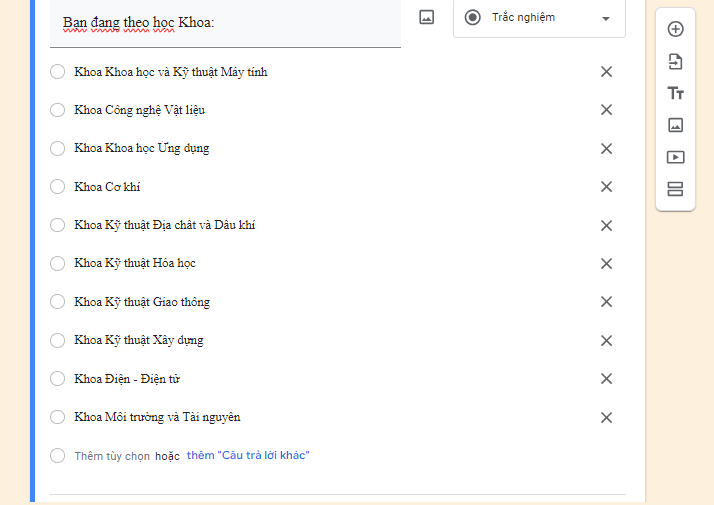 Bạn đang theo học Khoa:
Trắc nghiệm
Khoa Khoa học và Kỹ thuật Máy tính
Khoa Công nghệ Vật liệu
Khoa Khoa học Ứng dụng
Khoa Cơ khí
Khoa Kỹ thuật Địa chất và Dầu khí
Khoa Kỹ thuật Hóa học
Khoa Kỹ thuật Giao thông
Khoa Kỹ thuật Xây dựng
Khoa Điện - Điện tử
Khoa Môi trường và Tài nguyên
Thêm tùy chọn hoặc thêm "Câu trả lời khác"